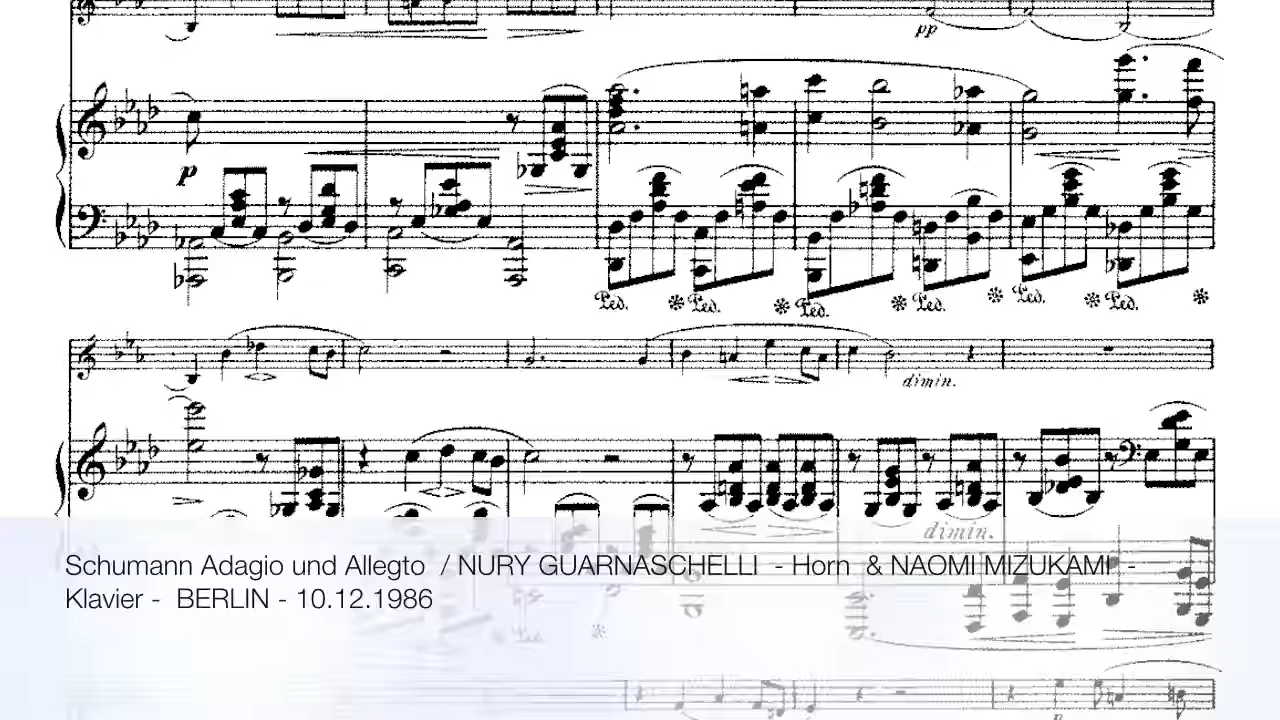 pp
p
Ped. * Ped. * Ped. * Ped. * Ped. * Ped. *
dimin.
dimin.
Schumann Adagio und Allegto / NURY GUARNASCHELLI - Horn & NAOMI MIZUKAMI -
Klavier - BERLIN - 10.12.1986
Ped. *
p